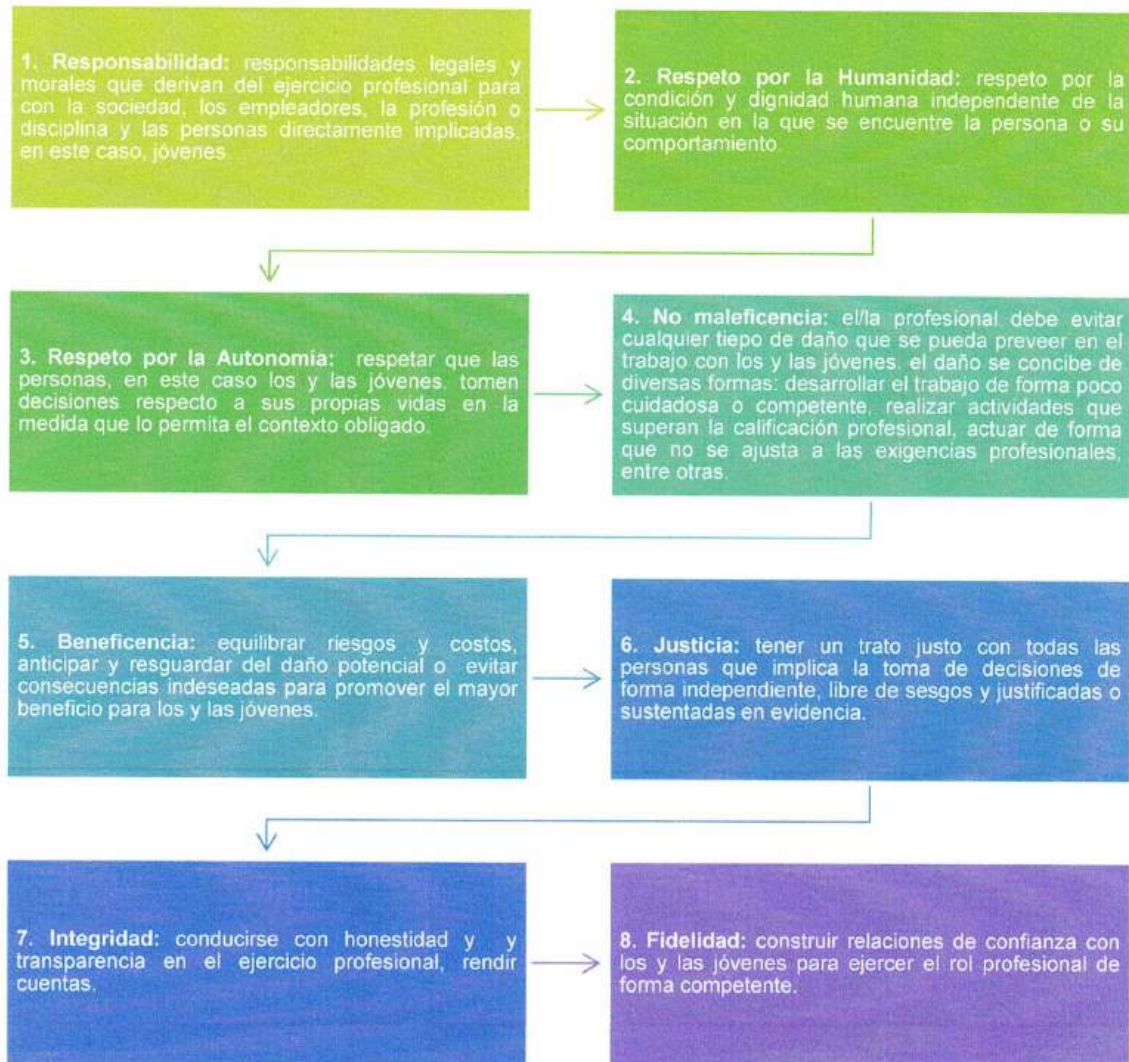 1. Responsabilidad: responsabilidades legales y
morales que derivan del ejercicio profesional para
con la sociedad, los empleadores, la profesión o
disciplina y las personas directamente implicadas,
en este caso, jóvenes.
2. Respeto por la Humanidad: respeto por la
condición y dignidad humana independente de la
situación en la que se encuentre la persona o su
comportamiento.
3. Respeto por la Autonomía: respetar que las
personas, en este caso los y las jóvenes. tomen
decisiones respecto a sus propias vidas en la
medida que lo permita el contexto obligado.
4. No maleficencia: el/la profesional debe evitar
cualquier tiepo de daño que se pueda preveer en el
trabajo con los y las jóvenes. el daño se concibe de
diversas formas: desarrollar el trabajo de forma poco
cuidadosa o competente, realizar actividades que
superan la calificación profesional, actuar de forma
que no se ajusta a las exigencias profesionales,
entre otras.
5. Beneficencia: equilibrar riesgos y costos,
anticipar y resguardar del daño potencial o evitar
consecuencias indeseadas para promover el mayor
beneficio para los y las jóvenes.
6. Justicia: tener un trato justo con todas las
personas que implica la toma de decisiones de
forma independiente, libre de sesgos y justificadas o
sustentadas en evidencia.
7. Integridad: conducirse con honestidad y y
transparencia en el ejercicio profesional, rendir
cuentas.
8. Fidelidad: construir relaciones de confianza con
los y las jóvenes para ejercer el rol profesional de
forma competente.